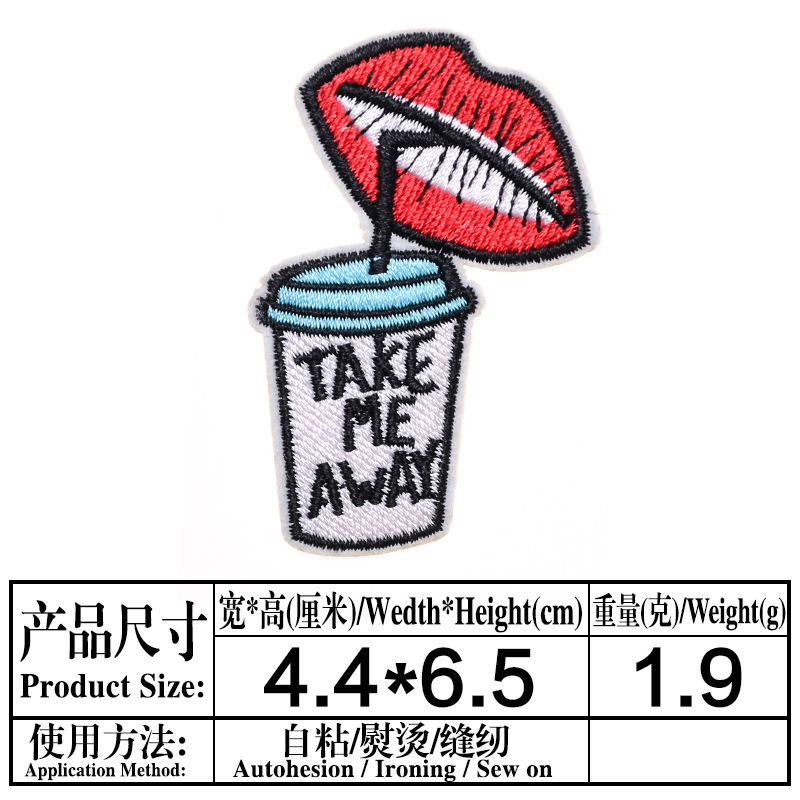 TAKE
ME
AWAY
产品尺寸
Product Size:
宽*高(厘米)/Wedth*Height(cm)
重量(克)/Weight(g)
4.4*6.5
1.9
使用方法:
Application Method:
自粘/熨烫/缝纫
Autohesion / Ironing / Sew on